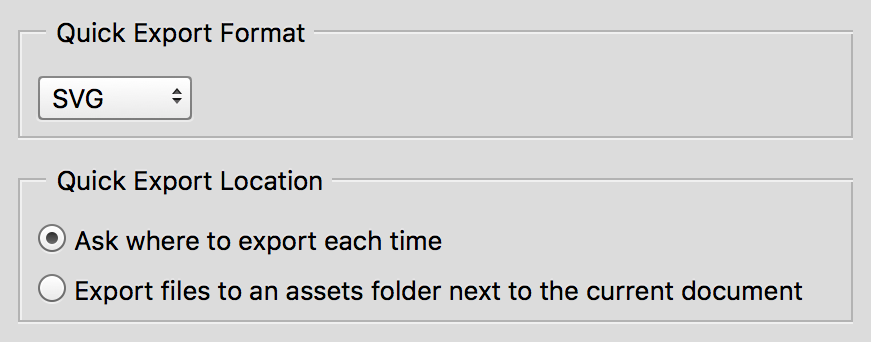 Quick Export Format
SVG
Quick Export Location
Ask where to export each time
Export files to an assets folder next to the current document